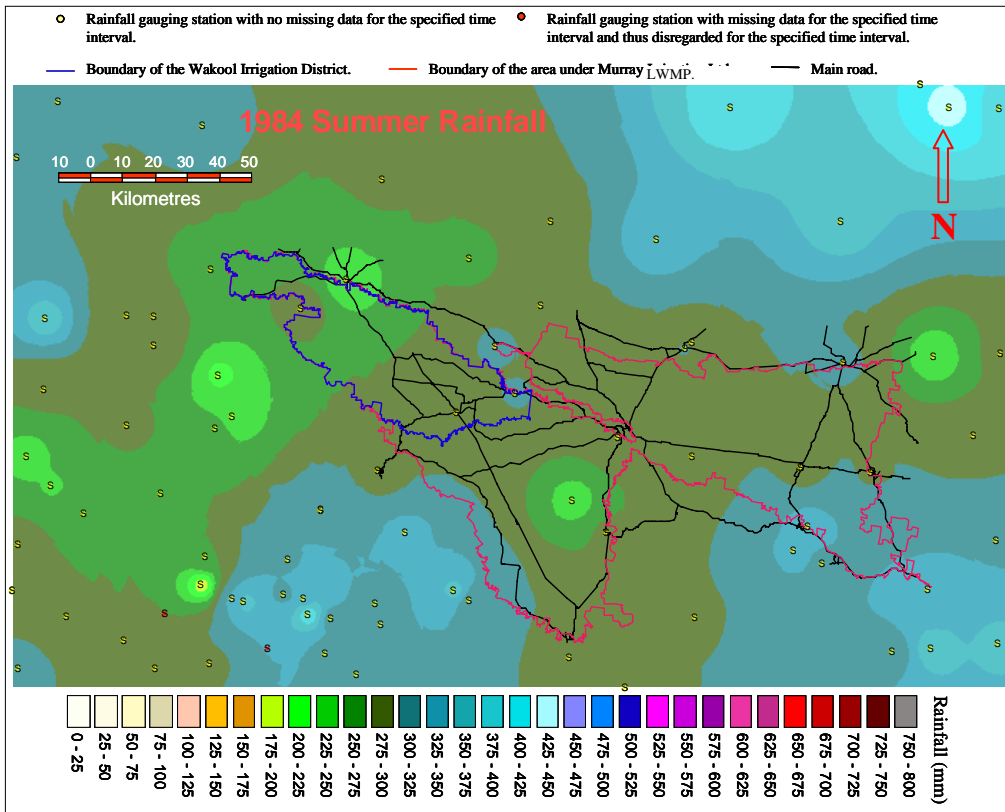 Rainfall gauging station with no missing data for the specified time
interval.
Rainfall gauging station with missing data for the specified time
interval and thus disregarded for the specified time interval.
Boundary of the Wakool Irrigation District.
Boundary of the area under Murray LWMP.
Main road.
1984 Summer Rainfall
10 0 10 20 30 40 50
Kilometres
N
0 - 25
25 - 50
50 - 75
75 - 100
100 - 125
125 - 150
150 - 175
175 - 200
200 - 225
225 - 250
250 - 275
275 - 300
300 - 325
325 - 350
350 - 375
375 - 400
400 - 425
425 - 450
450 - 475
475 - 500
500 - 525
525 - 550
550 - 575
575 - 600
600 - 625
625 - 650
650 - 675
675 - 700
700 - 725
725 - 750
750 - 800
Rainfall (mm)